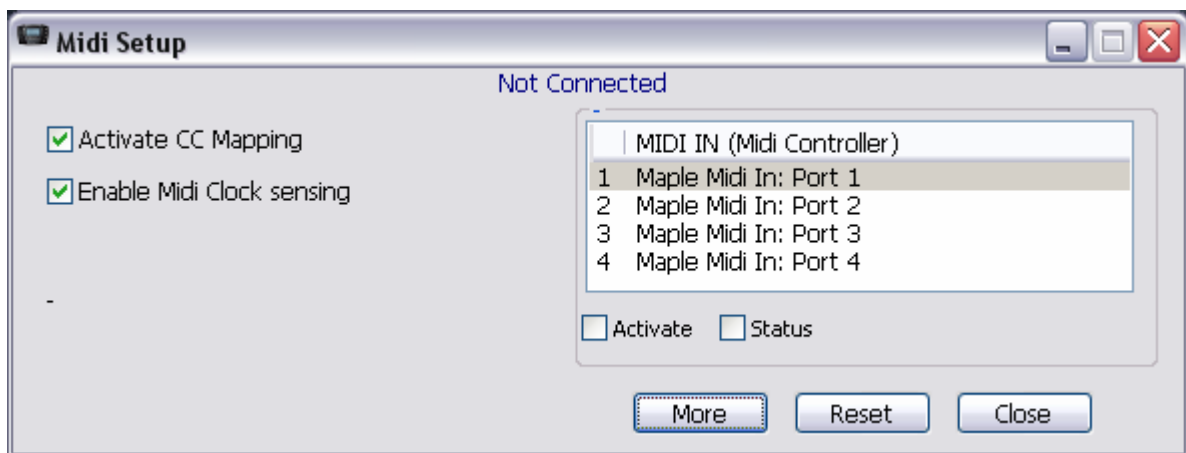 Midi Setup
Not Connected
Activate CC Mapping
Enable Midi Clock sensing
-
-
MIDI IN (Midi Controller)
1 Maple Midi In: Port 1
2 Maple Midi In: Port 2
3 Maple Midi In: Port 3
4 Maple Midi In: Port 4
Activate Status
More Reset Close